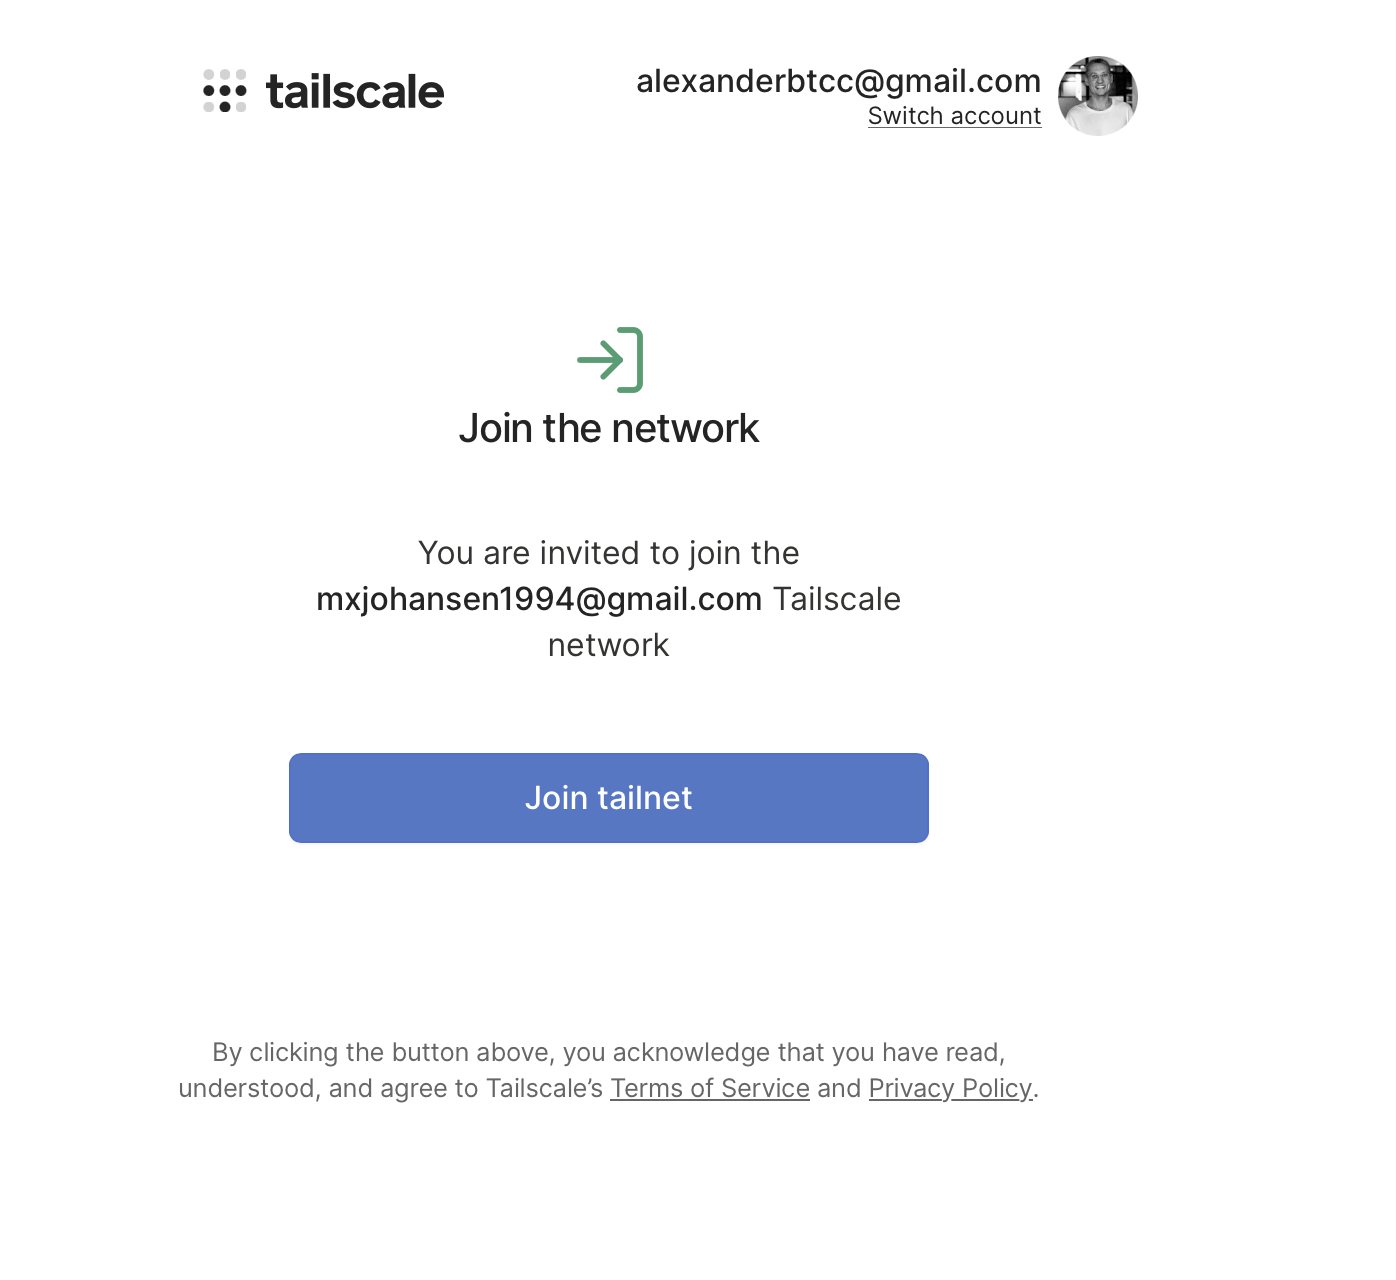 tailscale
alexanderbtcc@gmail.com
Switch account
Join the network
You are invited to join the
mxjohansen1994@gmail.com Tailscale
network
Join tailnet
By clicking the button above, you acknowledge that you have read,
understood, and agree to Tailscale’s Terms of Service and Privacy Policy.